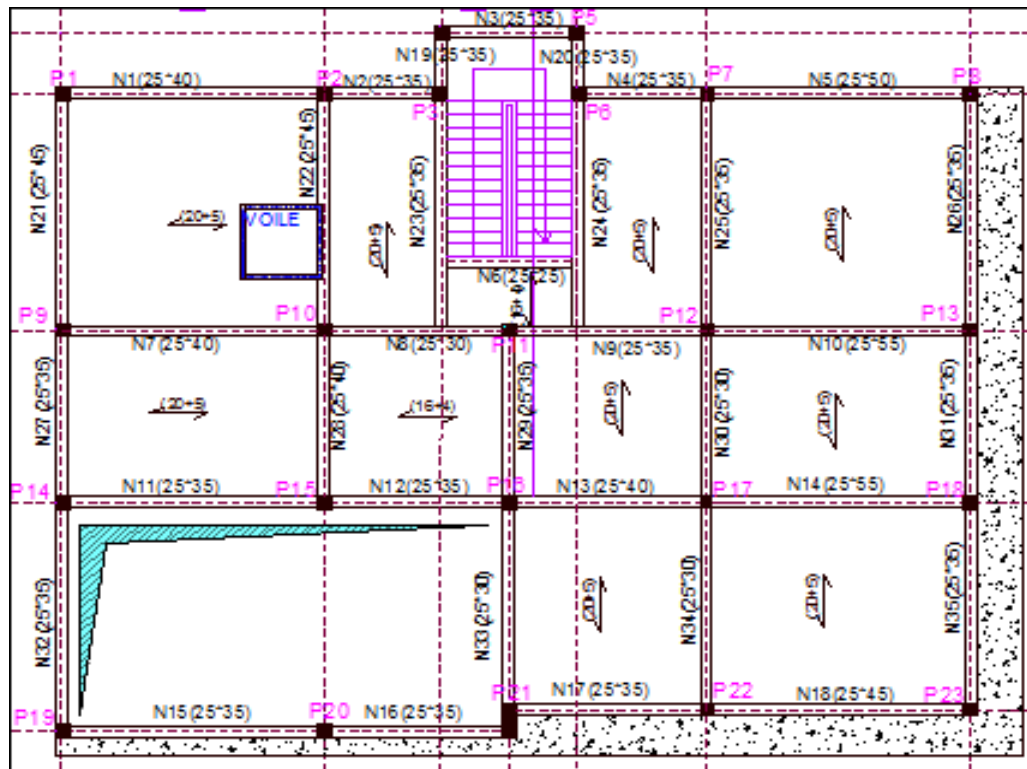 N3(25*35) P5
N19(25*35) N20(25*35)
P1 N1(25*40) P2 N2(25*35) N4(25*35) P7 N5(25*50) P8
P3 P6
N21(25*45) N22(25*45) N23(25*35) N24(25*35) N25(25*35) N26(25*35)
VOILE
(20+5) (20+5) (20+5) (20+5)
N6(25*25)
P9 P10 P12 P13
P11
N7(25*40) N8(25*30) N9(25*35) N10(25*55)
N27(25*35) N28(25*40) N29(25*35) N30(25*30) N31(25*35)
(20+5) (16+4) (20+5) (20+5)
P14 N11(25*35) P15 N12(25*35) P16 N13(25*40) P17 N14(25*55) P18
N32(25*35) N33(25*30) N34(25*30) N35(25*35)
(20+5) (20+5)
P19 N15(25*35) P20 N16(25*35) P21 N17(25*35) P22 N18(25*45) P23